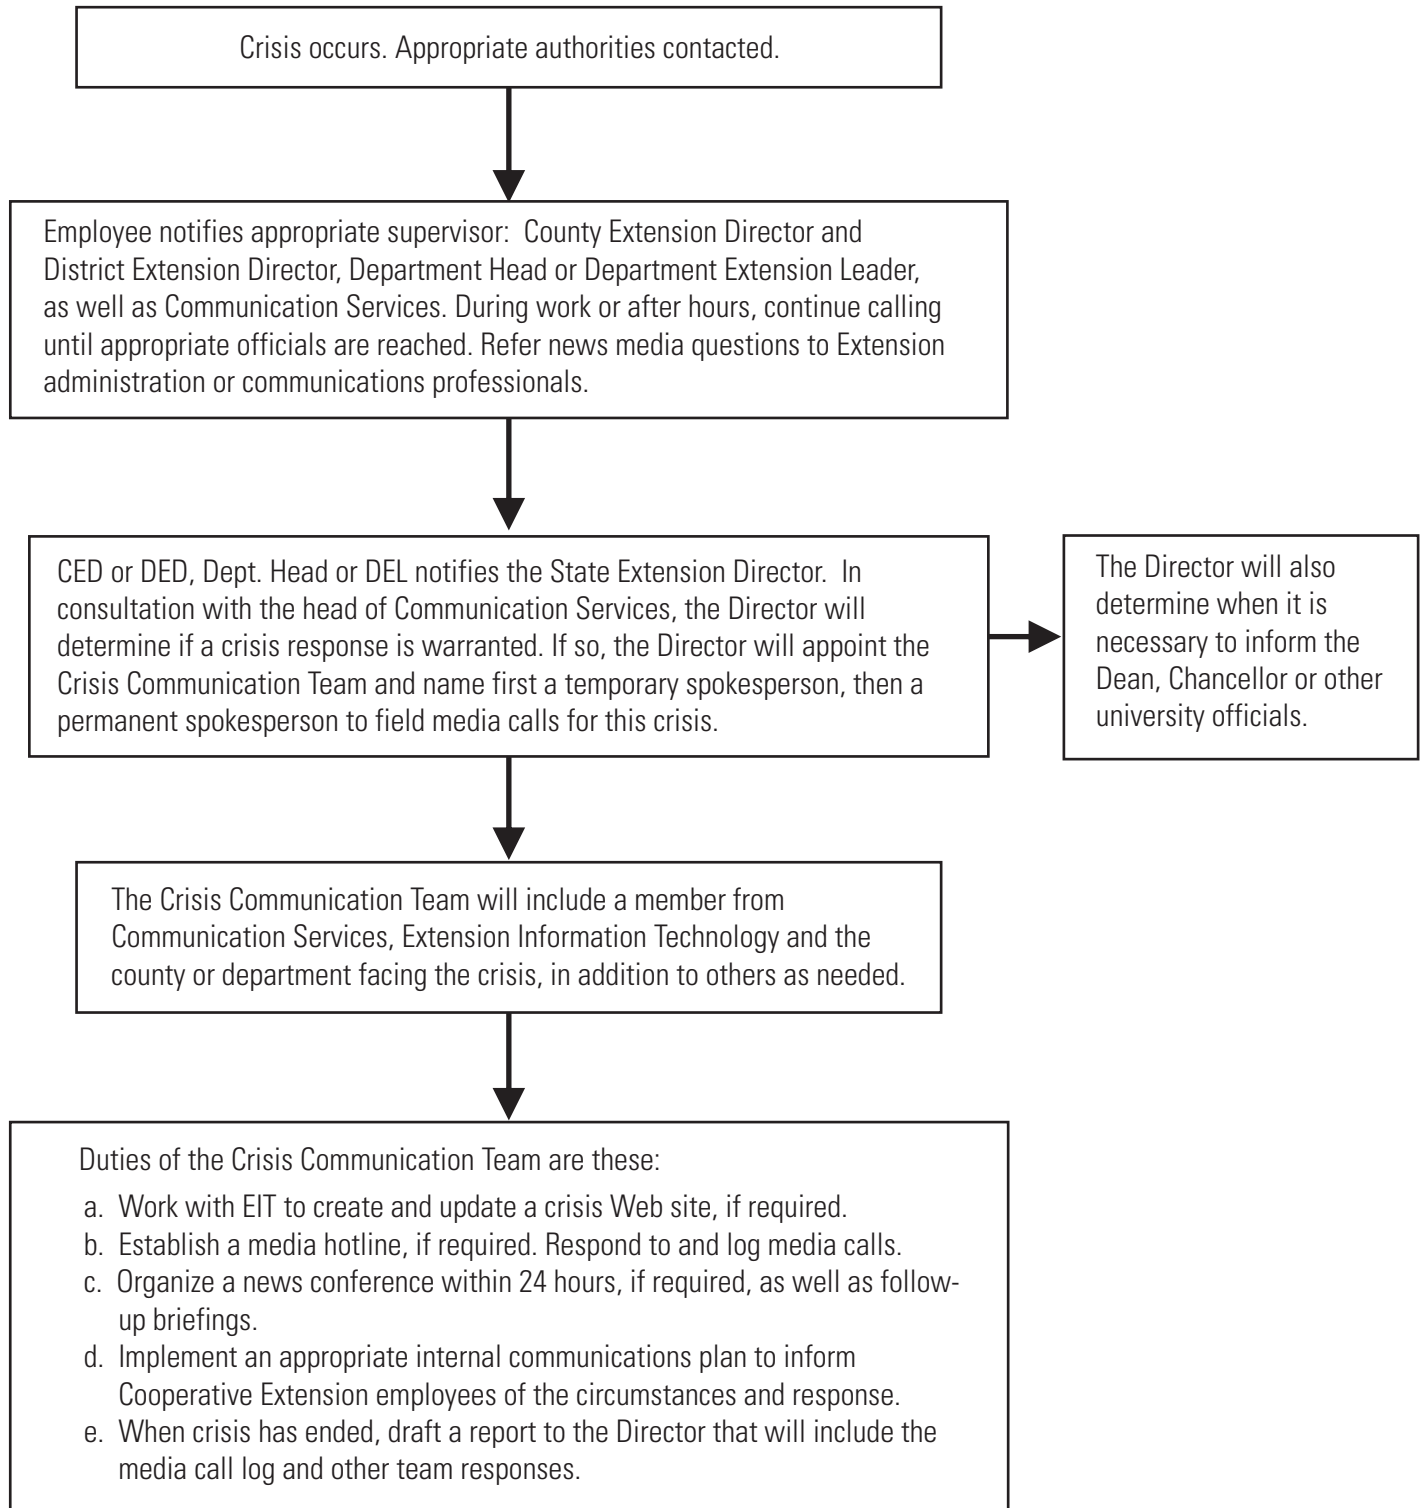 Crisis occurs. Appropriate authorities contacted.
Employee notifies appropriate supervisor: County Extension Director and
District Extension Director, Department Head or Department Extension Leader,
as well as Communication Services. During work or after hours, continue calling
until appropriate officials are reached. Refer news media questions to Extension
administration or communications professionals.
CED or DED, Dept. Head or DEL notifies the State Extension Director. In
consultation with the head of Communication Services, the Director will
determine if a crisis response is warranted. If so, the Director will appoint the
Crisis Communication Team and name first a temporary spokesperson, then a
permanent spokesperson to field media calls for this crisis.
The Director will also
determine when it is
necessary to inform the
Dean, Chancellor or other
university officials.
The Crisis Communication Team will include a member from
Communication Services, Extension Information Technology and the
county or department facing the crisis, in addition to others as needed.
Duties of the Crisis Communication Team are these:
a. Work with EIT to create and update a crisis Web site, if required.
b. Establish a media hotline, if required. Respond to and log media calls.
c. Organize a news conference within 24 hours, if required, as well as follow-
up briefings.
d. Implement an appropriate internal communications plan to inform
Cooperative Extension employees of the circumstances and response.
e. When crisis has ended, draft a report to the Director that will include the
media call log and other team responses.